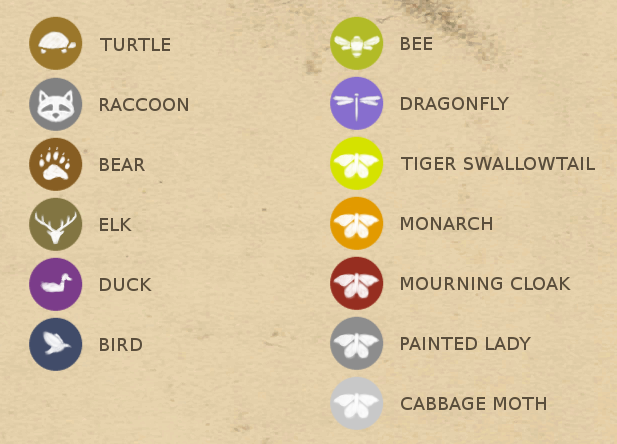 TURTLE
RACCOON
BEAR
ELK
DUCK
BIRD
BEE
DRAGONFLY
TIGER SWALLOWTAIL
MONARCH
MOURNING CLOAK
PAINTED LADY
CABBAGE MOTH